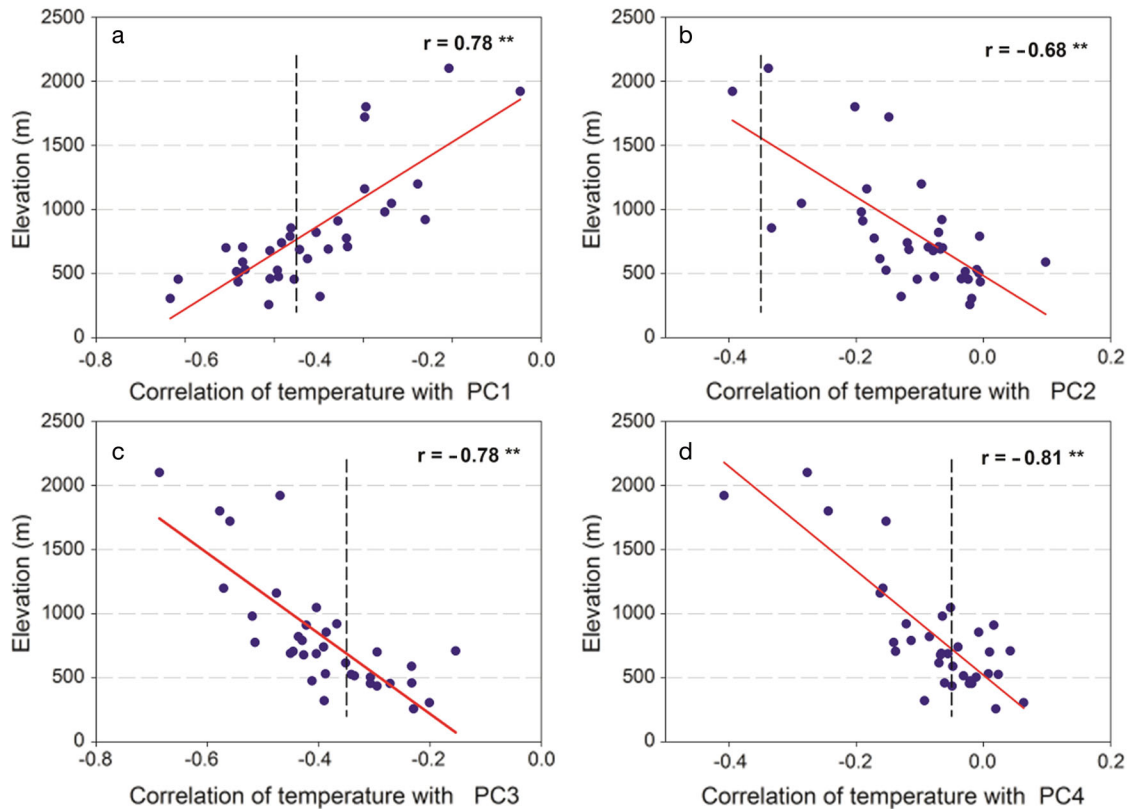 a
r = 0.78 **
Elevation (m)
2500
2000
1500
1000
500
0
-0.8 -0.6 -0.4 -0.2 0.0
Correlation of temperature with PC1
b
r = −0.68 **
Elevation (m)
2500
2000
1500
1000
500
0
-0.4 -0.2 0.0 0.2
Correlation of temperature with PC2
c
r = −0.78 **
Elevation (m)
2500
2000
1500
1000
500
0
-0.8 -0.6 -0.4 -0.2 0.0
Correlation of temperature with PC3
d
r = −0.81 **
Elevation (m)
2500
2000
1500
1000
500
0
-0.4 -0.2 0.0 0.2
Correlation of temperature with PC4